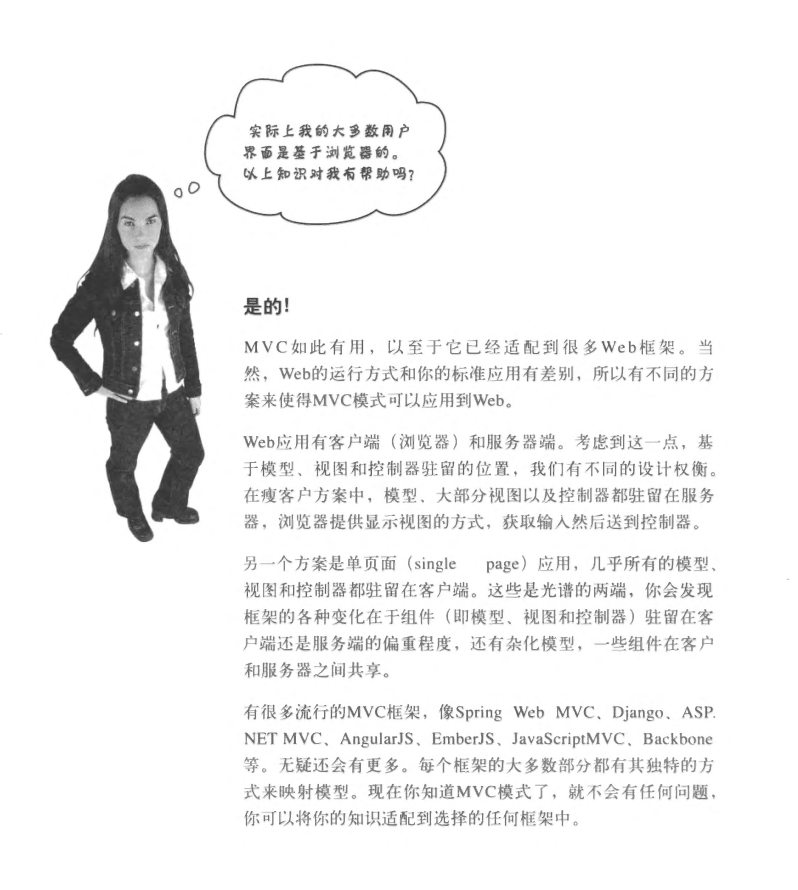 实际上我的大多数用户
界面是基于浏览器的。
以上知识对我有帮助吗?
是的!
MVC如此有用，以至于它已经适配到很多Web框架。当
然，Web的运行方式和你的标准应用有差别，所以有不同的方
案来使得MVC模式可以应用到Web。
Web应用有客户端（浏览器）和服务器端。考虑到这一点，基
于模型、视图和控制器驻留的位置，我们有不同的设计权衡。
在瘦客户方案中，模型、大部分视图以及控制器都驻留在服务
器，浏览器提供显示视图的方式，获取输入然后送到控制器。
另一个方案是单页面（single page）应用，几乎所有的模型、
视图和控制器都驻留在客户端。这些是光谱的两端，你会发现
框架的各种变化在于组件（即模型、视图和控制器）驻留在客
户端还是服务端的偏重程度，还有杂化模型，一些组件在客户
和服务器之间共享。
有很多流行的MVC框架，像Spring Web MVC、Django、ASP.
NET MVC、AngularJS、EmberJS、JavaScriptMVC、Backbone
等。无疑还会有更多。每个框架的大多数部分都有其独特的方
式来映射模型。现在你知道MVC模式了，就不会有任何问题，
你可以将你的知识适配到选择的任何框架中。